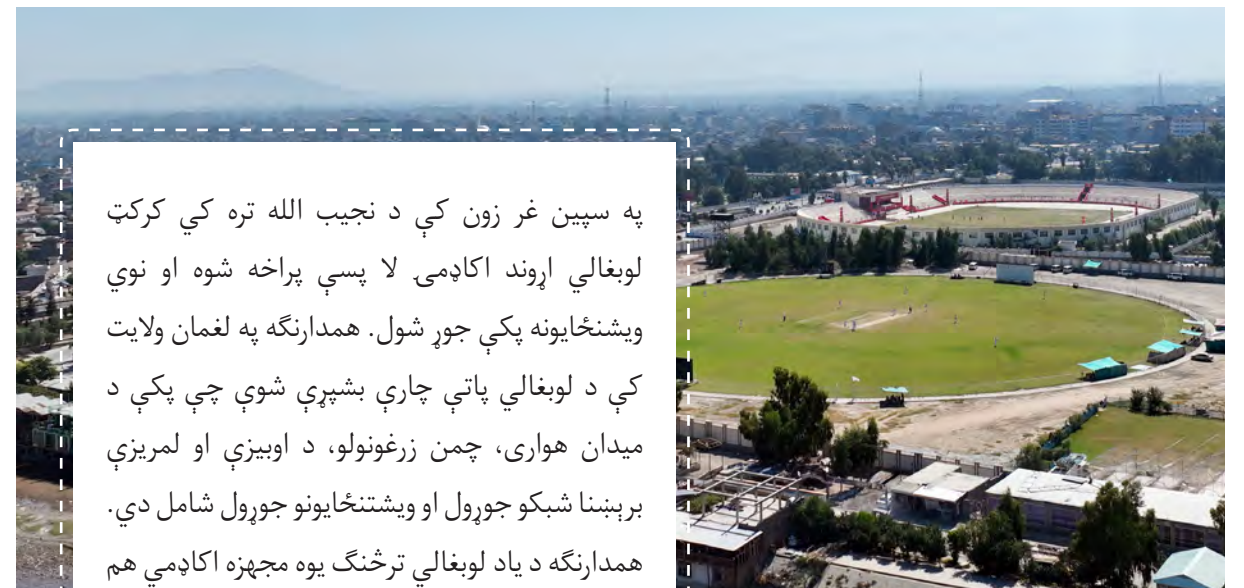 په سپین غر زون کې د نجیب الله تره کي کرکټ
لوبغالي اړوند اکاډمۍ لا پسې پراخه شوه او نوي
ویشنځایونه پکې جوړ شول. همدارنګه په لغمان ولایت
کې د لوبغالي پاتې چارې بشپړې شوې چې پکې د
میدان هواری، چمن زرغونولو، د اوبیزې او لمریزې
برېښنا شبکو جوړول او ویشتنځایونو جوړول شامل دي.
همدارنګه د یاد لوبغالي ترڅنګ یوه مجهزه اکاډمي هم